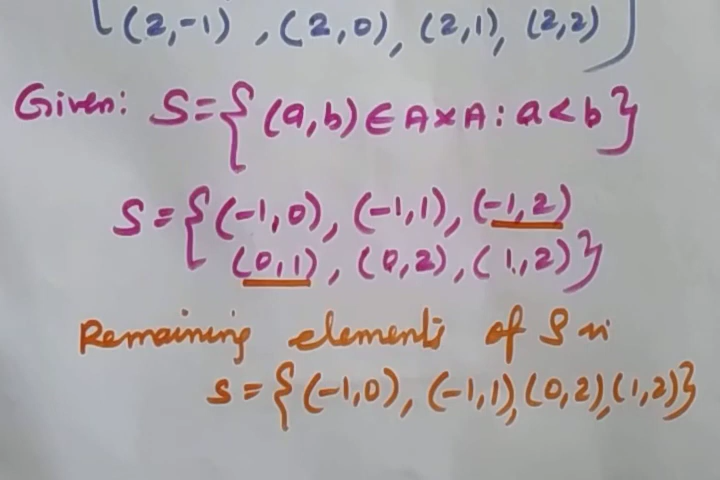 (2,-1), (2,0), (2,1), (2,2)
Given: S={(a,b)∈A×A:a<b}
S={(-1,0), (-1,1), (-1,2)
(0,1), (0,2), (1,2)}
Remaining elements of S is
S={(-1,0), (-1,1), (0,2), (1,2)}